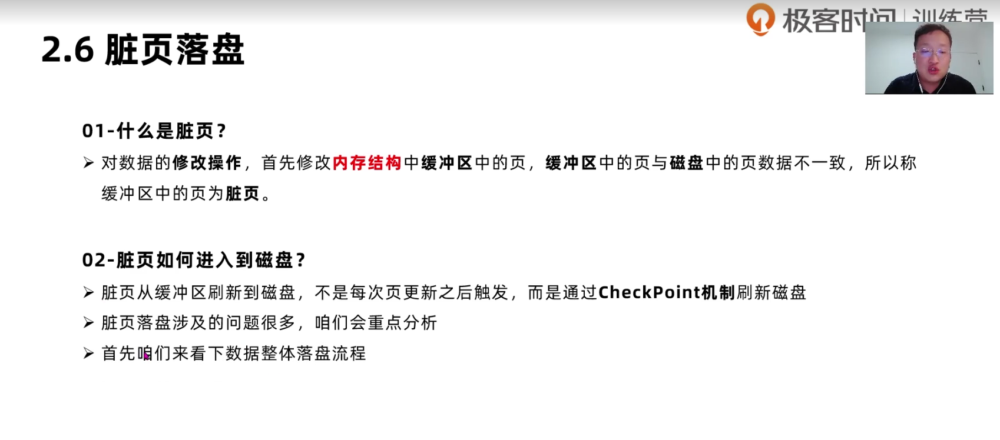 极客时间 | 训练营
2.6 脏页落盘
01-什么是脏页？
➢ 对数据的修改操作，首先修改内存结构中缓冲区中的页，缓冲区中的页与磁盘中的页数据不一致，所以称
缓冲区中的页为脏页。
02-脏页如何进入到磁盘？
➢ 脏页从缓冲区刷新到磁盘，不是每次页更新之后触发，而是通过CheckPoint机制刷新磁盘
➢ 脏页落盘涉及的问题很多，咱们会重点分析
➢ 首先咱们来看下数据整体落盘流程